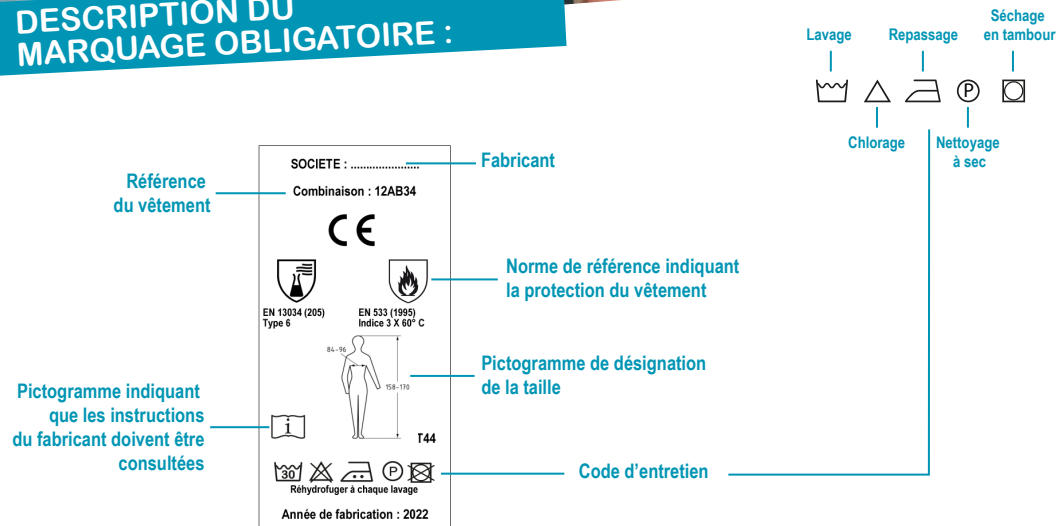 DESCRIPTION DU
MARQUAGE OBLIGATOIRE :
Séchage
en tambour
Lavage
Repassage
P
Chlorage
Nettoyage
à sec
SOCIETE : ......................
Fabricant
Référence
du vêtement
Combinaison : 12AB34
CE
Norme de référence indiquant
la protection du vêtement
EN 13034 (205)
Type 6
EN 533 (1995)
Indice 3 X 60° C
84-96
158-170
Pictogramme de désignation
de la taille
Pictogramme indiquant
que les instructions
du fabricant doivent être
consultées
i
T44
30
P
Code d'entretien
Réhydrofuger à chaque lavage
Année de fabrication : 2022